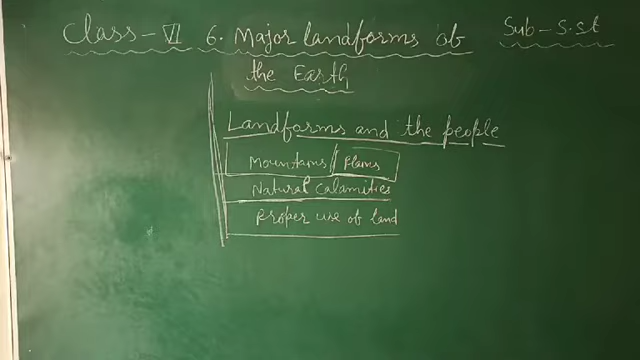 Class-VI 6. Major landforms of Sub-S.st
the Earth
Landforms and the people
Mountains/Plains
Natural Calamities
Proper use of land